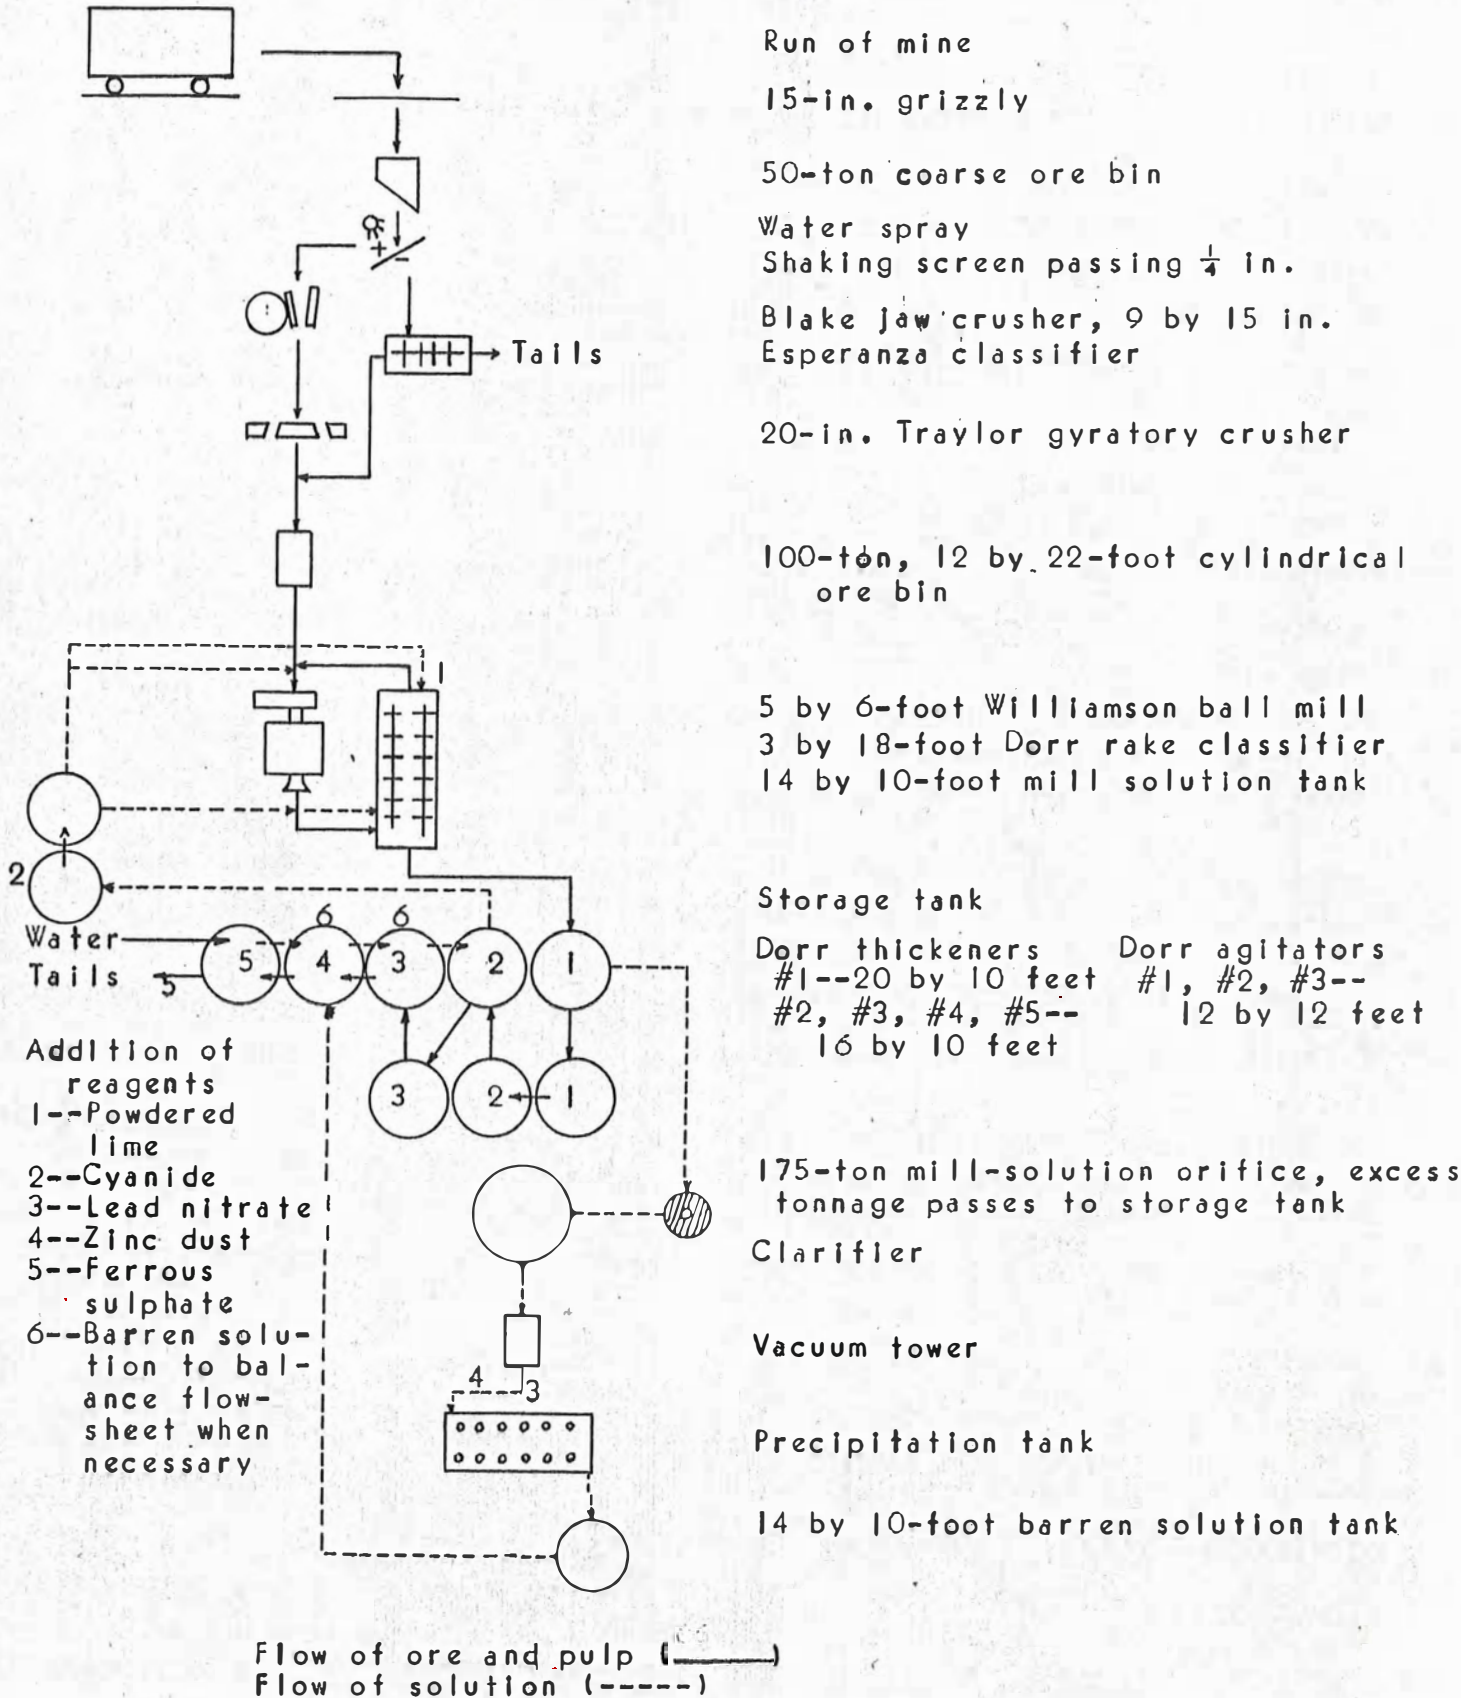 Run of mine
15-in. grizzly
50-ton coarse ore bin
Water spray
Shaking screen passing 1/4 in.
Blake jaw crusher, 9 by 15 in.
Esperanza classifier
Tails
20-in. Traylor gyratory crusher
100-ton, 12 by 22-foot cylindrical
ore bin
+
-
1
5 by 6-foot Williamson ball mill
3 by 18-foot Dorr rake classifier
14 by 10-foot mill solution tank
2
Storage tank
6 6
Water
Tails
5
5 4 3 2 1
3 2 1
Dorr thickeners
#1--20 by 10 feet
#2, #3, #4, #5--
16 by 10 feet
Dorr agitators
#1, #2, #3--
12 by 12 feet
Addition of
reagents
1--Powdered
lime
2--Cyanide
3--Lead nitrate
4--Zinc dust
5--Ferrous
sulphate
6--Barren solu-
tion to bal-
ance flow-
sheet when
necessary
175-ton mill-solution orifice, excess
tonnage passes to storage tank
Clarifier
Vacuum tower
4
3
Precipitation tank
14 by 10-foot barren solution tank
Flow of ore and pulp (———)
Flow of solution (-----)